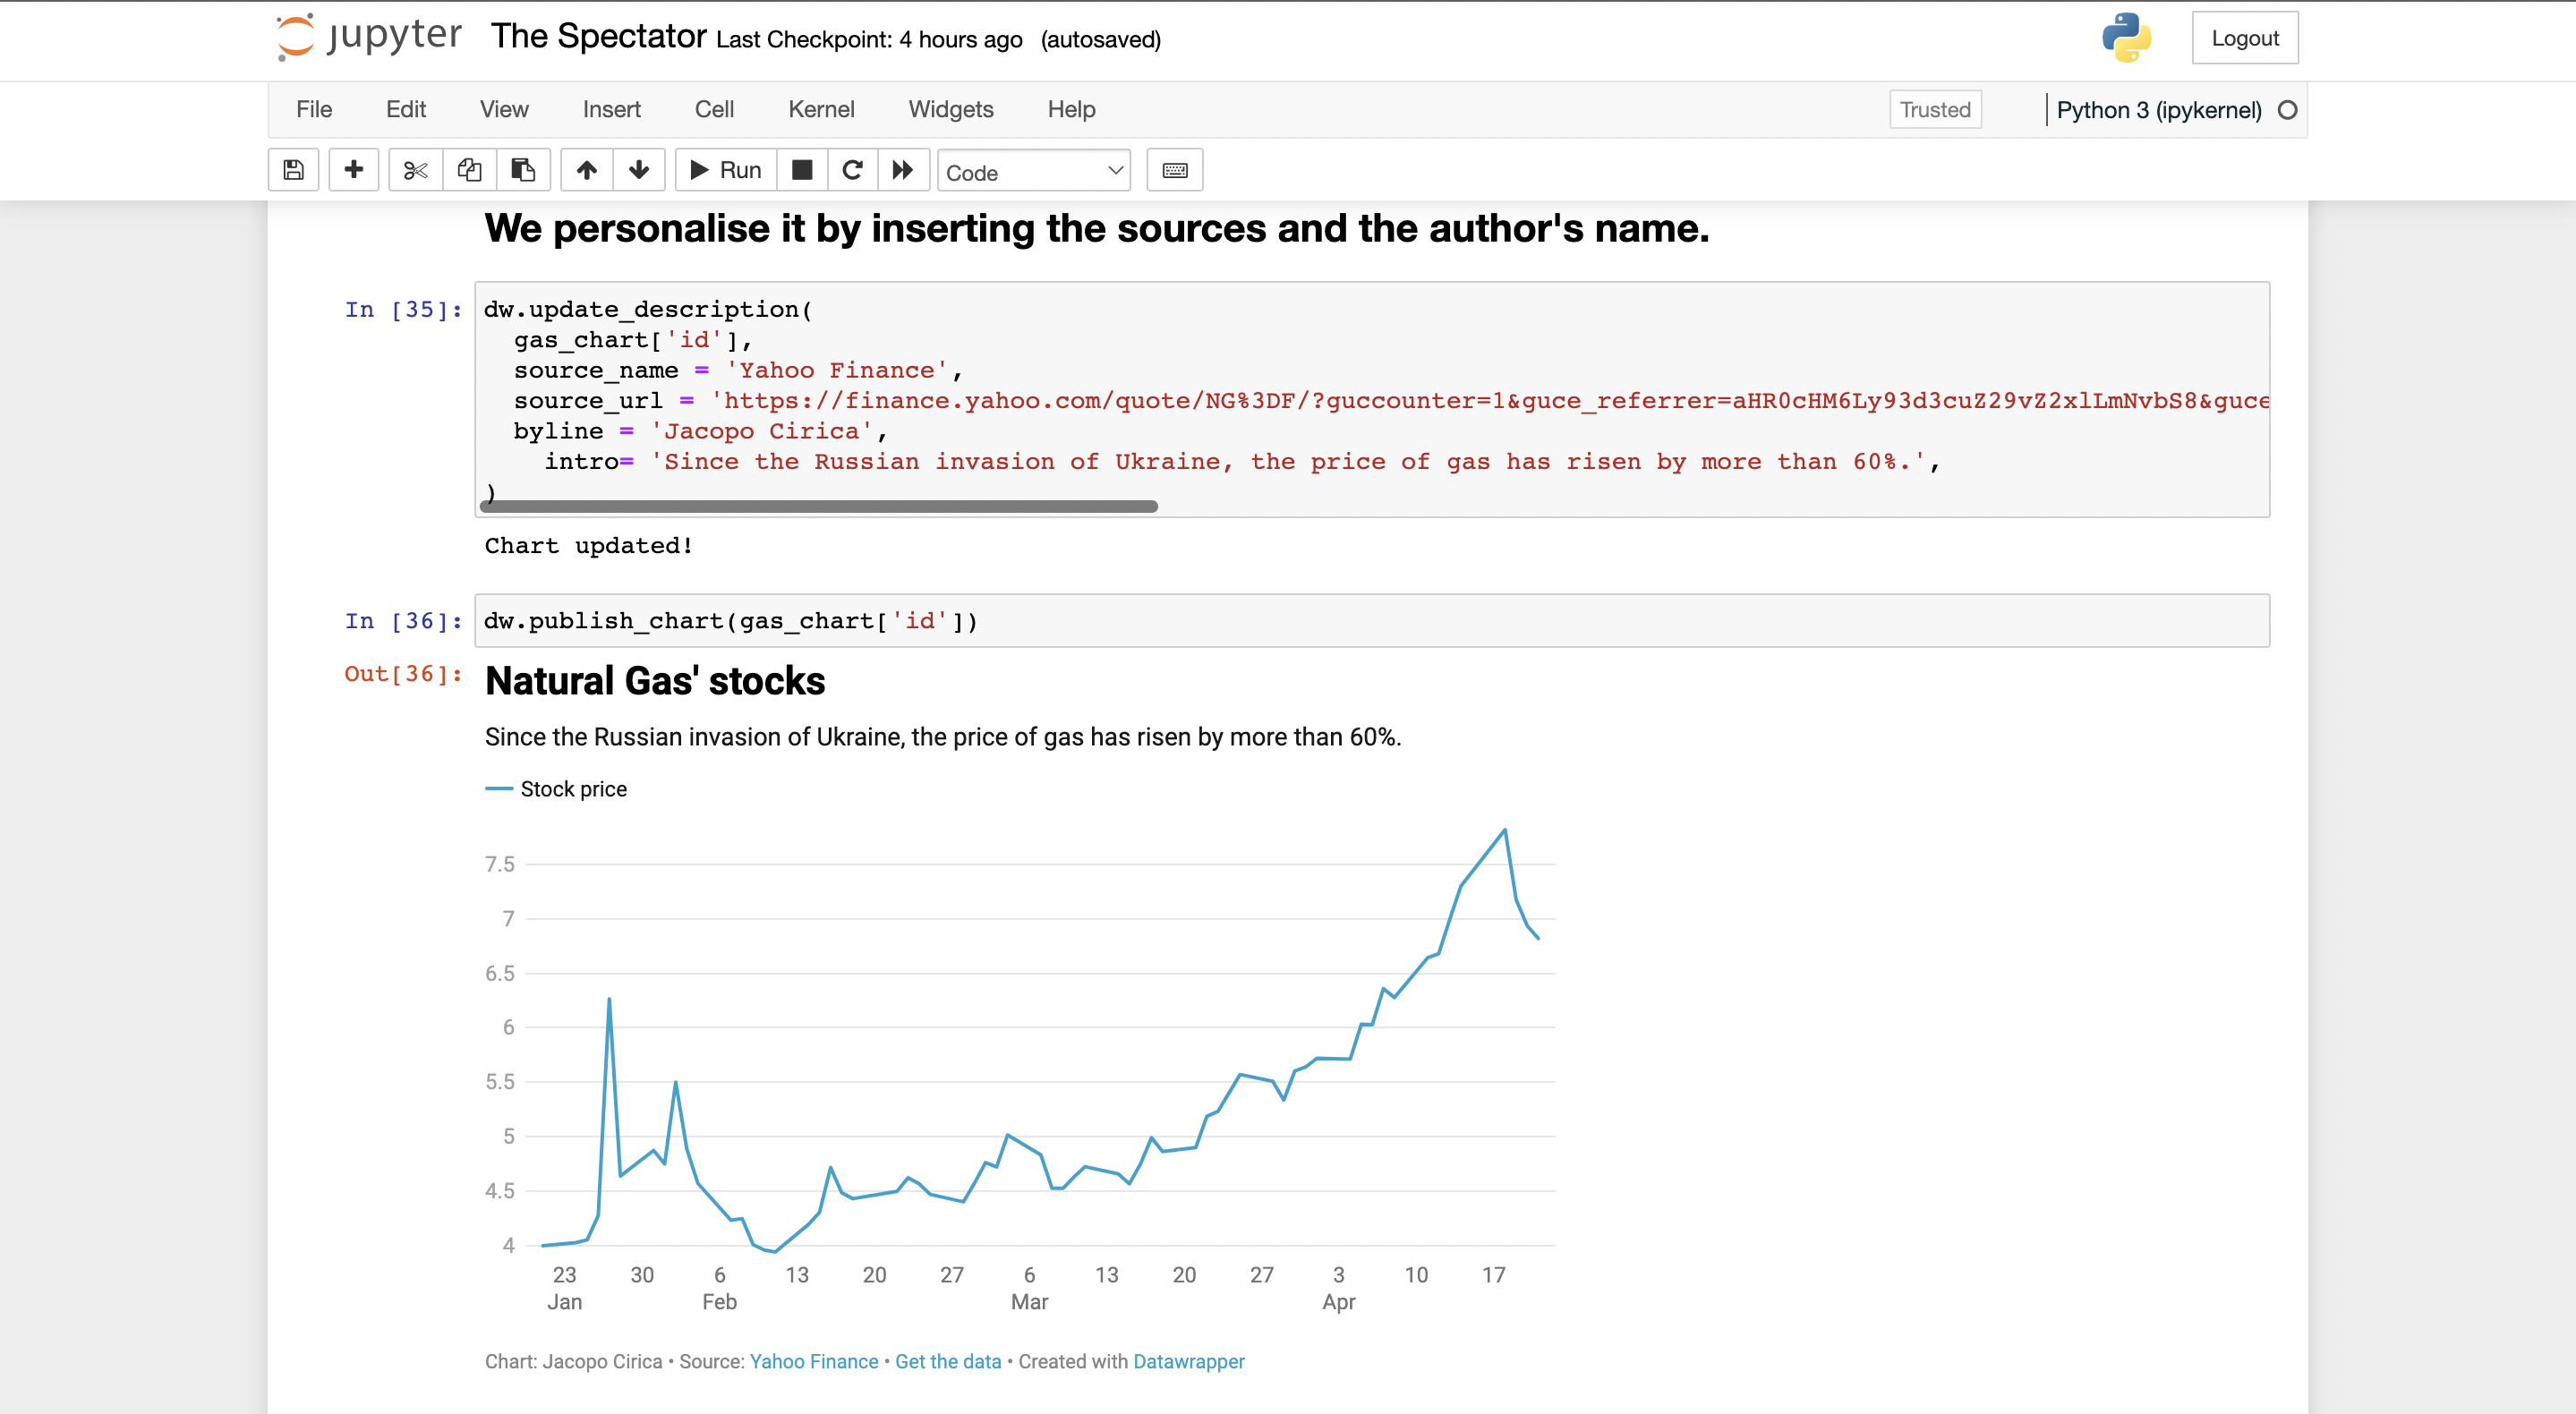 jupyter The Spectator Last Checkpoint: 4 hours ago (autosaved) Logout
File Edit View Insert Cell Kernel Widgets Help Trusted Python 3 (ipykernel)
Run Code
We personalise it by inserting the sources and the author's name.
In [35]: dw.update_description(
gas_chart['id'],
source_name = 'Yahoo Finance',
source_url = 'https://finance.yahoo.com/quote/NG%3DF/?guccounter=1&guce_referrer=aHR0cHM6Ly93d3cuZ29vZ2xlLmNvbS8&guce
byline = 'Jacopo Cirica',
intro= 'Since the Russian invasion of Ukraine, the price of gas has risen by more than 60%.',
)
Chart updated!
In [36]: dw.publish_chart(gas_chart['id'])
Out[36]: Natural Gas' stocks
Since the Russian invasion of Ukraine, the price of gas has risen by more than 60%.
Stock price
7.5
7
6.5
6
5.5
5
4.5
4
23 30 6 13 20 27 6 13 20 27 3 10 17
Jan Feb Mar Apr
Chart: Jacopo Cirica • Source: Yahoo Finance • Get the data • Created with Datawrapper